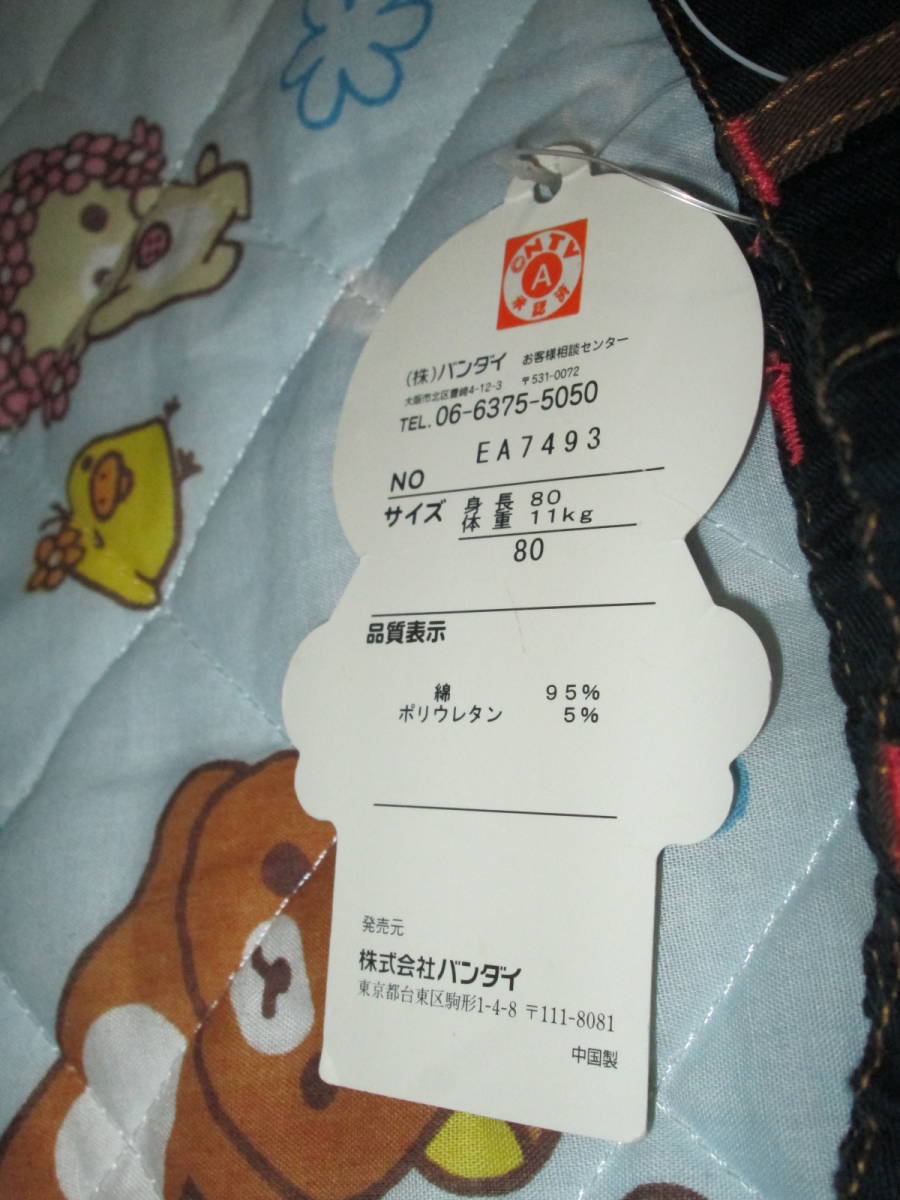 ©NTV
A
承認済
(株)バンダイ お客様相談センター
大阪市北区豊崎4-12-3 〒531-0072
TEL. 06-6375-5050
NO EA7493
サイズ 身長 80
体重 11kg
80
品質表示
綿 95%
ポリウレタン 5%
発売元
株式会社バンダイ
東京都台東区駒形1-4-8 〒111-8081
中国製